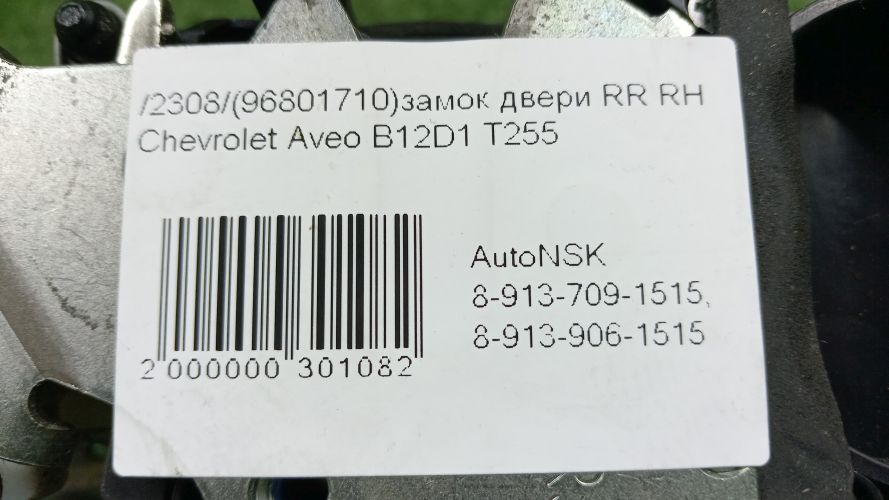 /2308/(96801710)замок двери RR RH
Chevrolet Aveo B12D1 T255
AutoNSK
8-913-709-1515,
8-913-906-1515
2 000000 301082